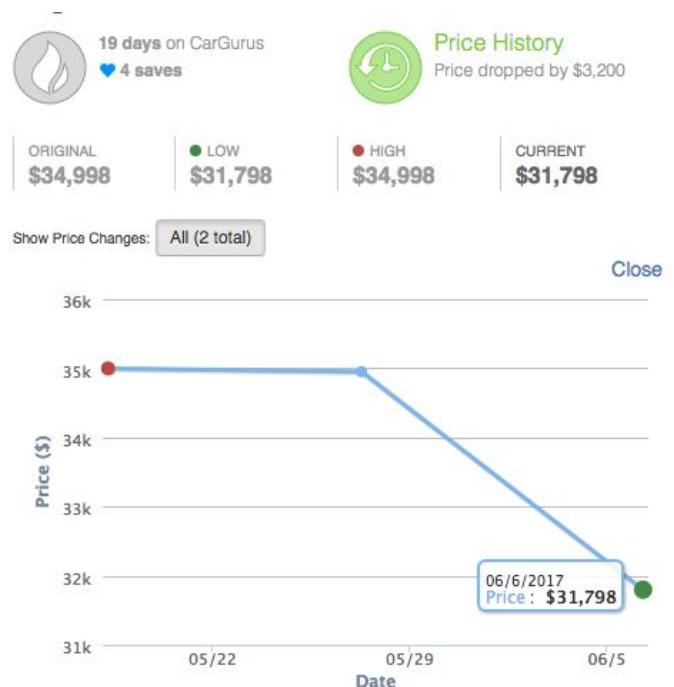 19 days on CarGurus
4 saves
Price History
Price dropped by $3,200
ORIGINAL
$34,998
LOW
$31,798
HIGH
$34,998
CURRENT
$31,798
Show Price Changes: All (2 total)
Close
36k
35k
34k
33k
32k
31k
Price ($)
06/6/2017
Price : $31,798
05/22
05/29
06/5
Date